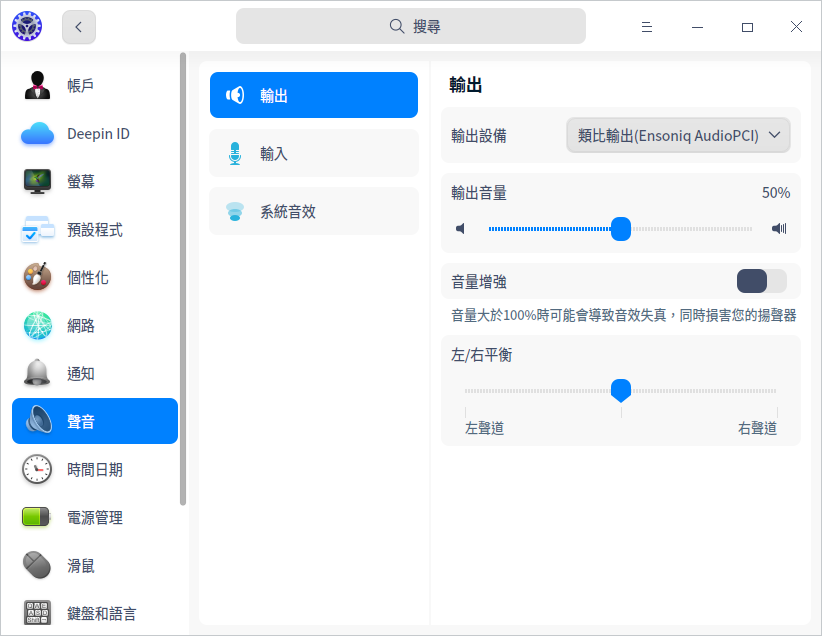 搜尋
帳戶
Deepin ID
螢幕
預設程式
個性化
網路
通知
聲音
時間日期
電源管理
滑鼠
鍵盤和語言
輸出
輸入
系統音效
輸出
輸出設備
類比輸出(Ensoniq AudioPCI)
輸出音量
50%
音量增強
音量大於100%時可能會導致音效失真，同時損害您的揚聲器
左/右平衡
左聲道
右聲道